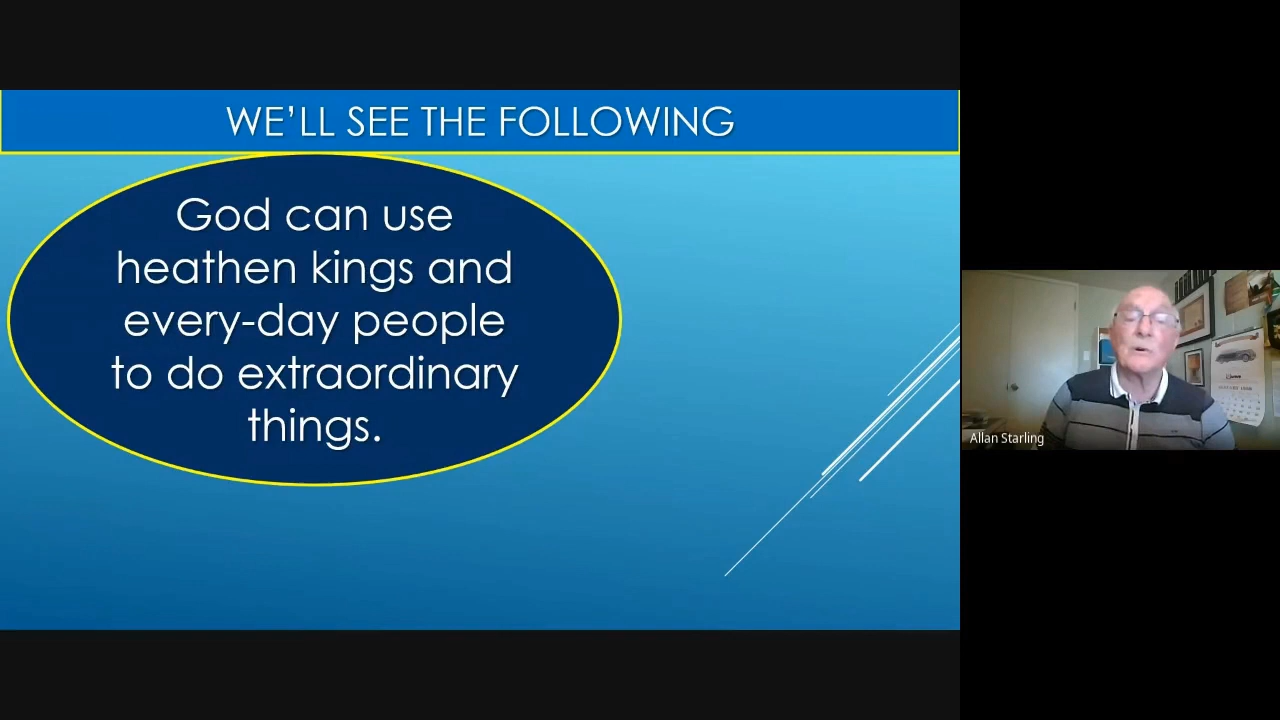 WE’LL SEE THE FOLLOWING
God can use
heathen kings and
every-day people
to do extraordinary
things.
Allan Starling